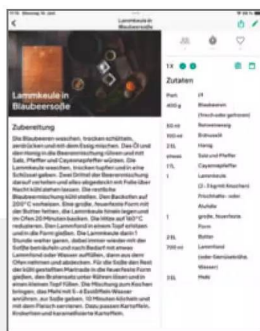 Lammkeule in
Blaubeersoße
Lammkeule in
Blaubeersoße
Zubereitung
Die Blaubeeren waschen, trocken schütteln,
zerdrücken und mit dem Essig mischen. Das Öl und
den Honig in die Beerenmischung rühren und mit
Salz, Pfeffer und Cayennepfeffer würzen. Die
Lammkeule waschen, trocken tupfen und in eine
Schüssel geben. Zwei Drittel der Beerenmischung
darauf verteilen und alles abgedeckt mit Folie über
Nacht kühl stehen lassen. Die restliche
Blaubeermischung kühl stellen. Den Backofen auf
200°C vorheizen. Eine große, feuerfeste Form mit
der Butter fetten, die Lammkeule hinein legen und
im Ofen 20 Minuten backen. Die Hitze auf 160°C
reduzieren. Den Lammfond in einem Topf erhitzen
und in die Form gießen. Die Lammkeule darin 1
Stunde weiter garen, dabei immer wieder mit der
Soße beträufeln und nach Bedarf mit etwas
Lammfond oder Wasser auffüllen, dann aus dem
Ofen nehmen und abdecken. Für die Soße den Rest
der kühl gestellten Marinade in die feuerfeste Form
gießen, den Bratensatz unter Rühren lösen und in
einen kleinen Topf füllen. Die Mischung zum Kochen
bringen, das Mehl mit 5-6 Esslöffeln Wasser
anrühren, zur Soße geben, 10 Minuten köcheln und
mit dem Fleisch servieren. Dazu passen Kartoffeln,
Kroketten und karamellisierte Kartoffeln.
1X
Zutaten
Port.
400 g Blaubeeren
(frisch oder gefroren)
50 ml Rotweinessig
100 ml Erdnussöl
2 EL Honig
etwas Salz und Pfeffer
1 TL Cayennepfeffer
1 Lammkeule
(2 - 3 kg mit Knochen)
Frischhalte- oder
Alufolie
1 große, feuerfeste
Form
2 EL Butter
700 ml Lammfond
(oder Gemüsebrühe,
Wasser)
3 EL Mehl